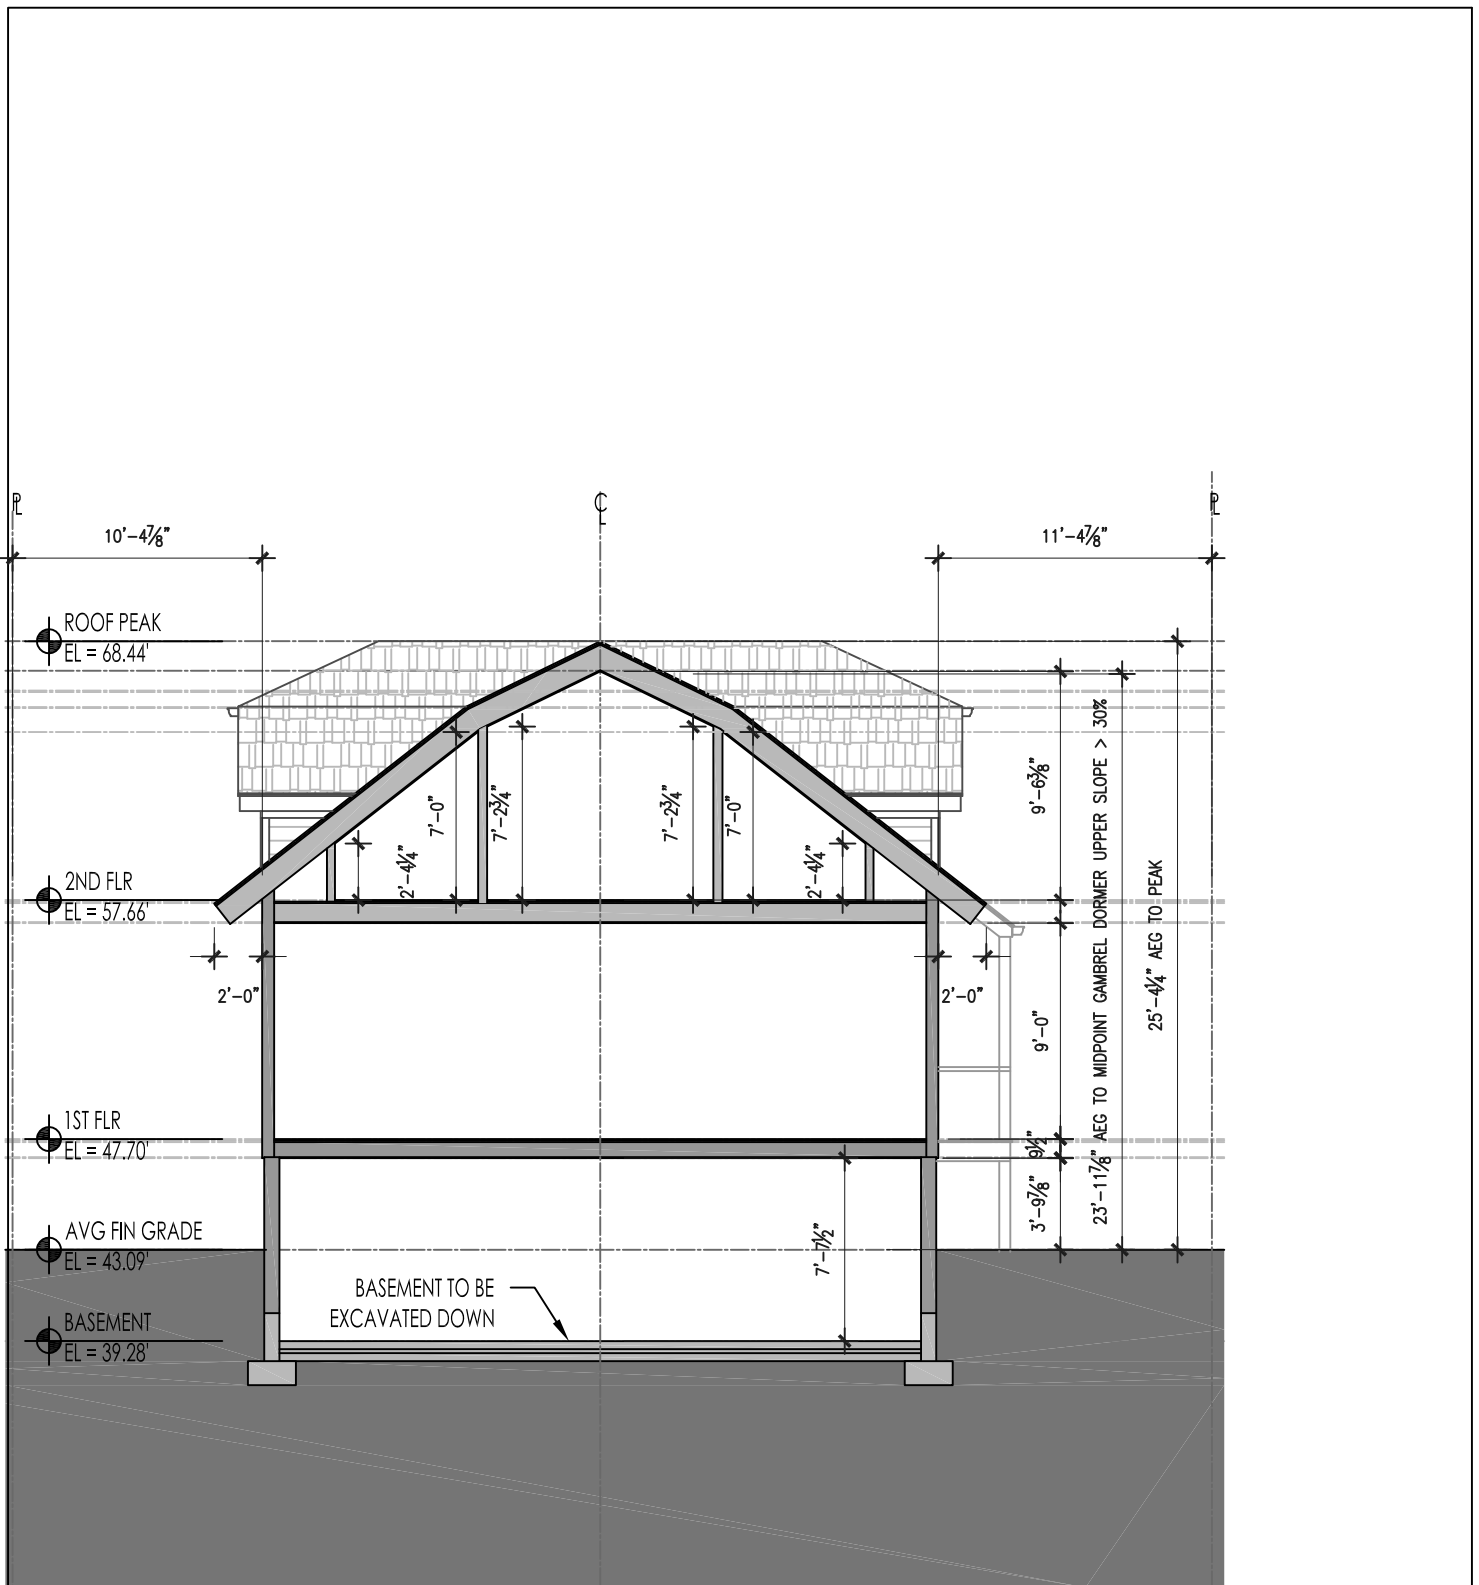 PL
CL
PL
10'-4⅞"
11'-4⅞"
ROOF PEAK
EL = 68.44'
9'-6⅜"
7'-0"
7'-2¾"
7'-2¾"
7'-0"
2'-4¼"
2'-4¼"
2ND FLR
EL = 57.66'
2'-0"
2'-0"
9'-0"
23'-11⅞" AEG TO MIDPOINT GAMBREL DORMER UPPER SLOPE > 30%
25'-4¼" AEG TO PEAK
1ST FLR
EL = 47.70'
9½"
3'-9⅞"
7'-7½"
AVG FIN GRADE
EL = 43.09'
BASEMENT TO BE
EXCAVATED DOWN
BASEMENT
EL = 39.28'